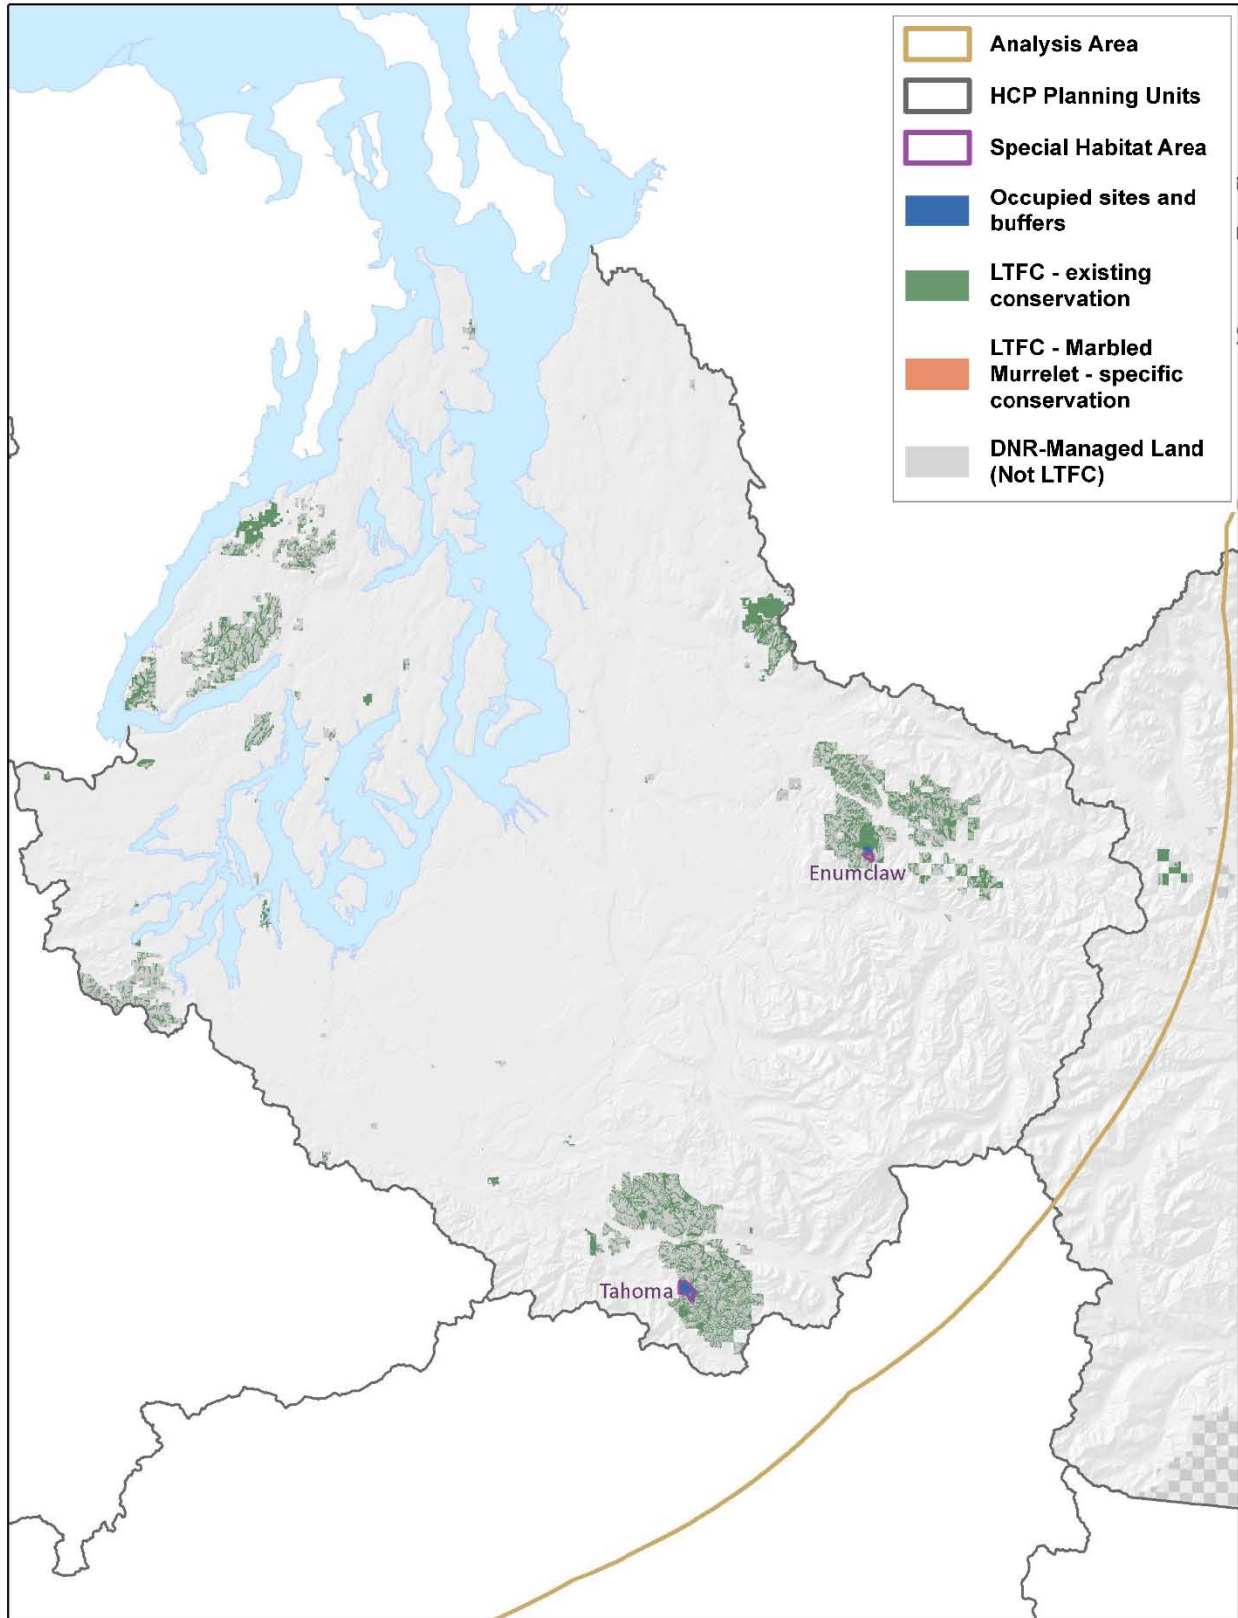 Analysis Area
HCP Planning Units
Special Habitat Area
Occupied sites and
buffers
LTFC - existing
conservation
LTFC - Marbled
Murrelet - specific
conservation
DNR-Managed Land
(Not LTFC)
Enumclaw
Tahoma